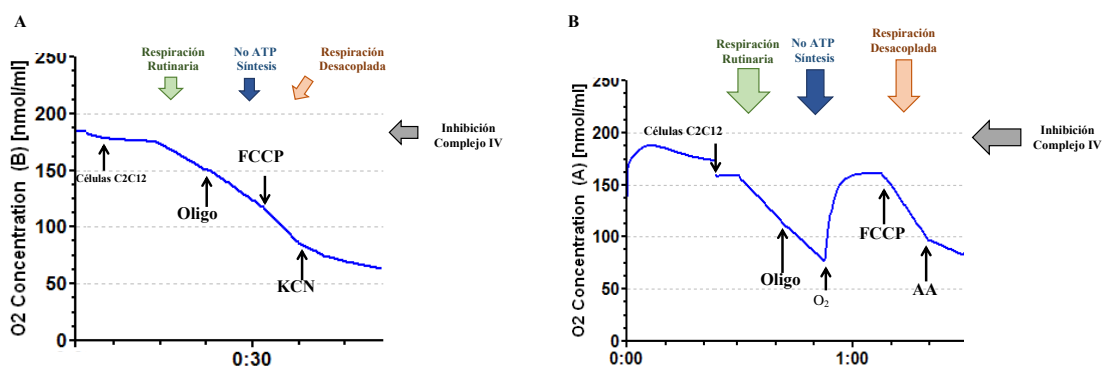 A
Respiración
Rutinaria
No ATP
Síntesis
Respiración
Desacoplada
Inhibición
Complejo IV
O2 Concentration (B) [nmol/ml]
250
200
150
100
50
0
0:30
Células C2C12
Oligo
FCCP
KCN
B
Respiración
Rutinaria
No ATP
Síntesis
Respiración
Desacoplada
Inhibición
Complejo IV
O2 Concentration (A) [nmol/ml]
250
200
150
100
50
0
0:00
1:00
Células C2C12
Oligo
O2
FCCP
AA